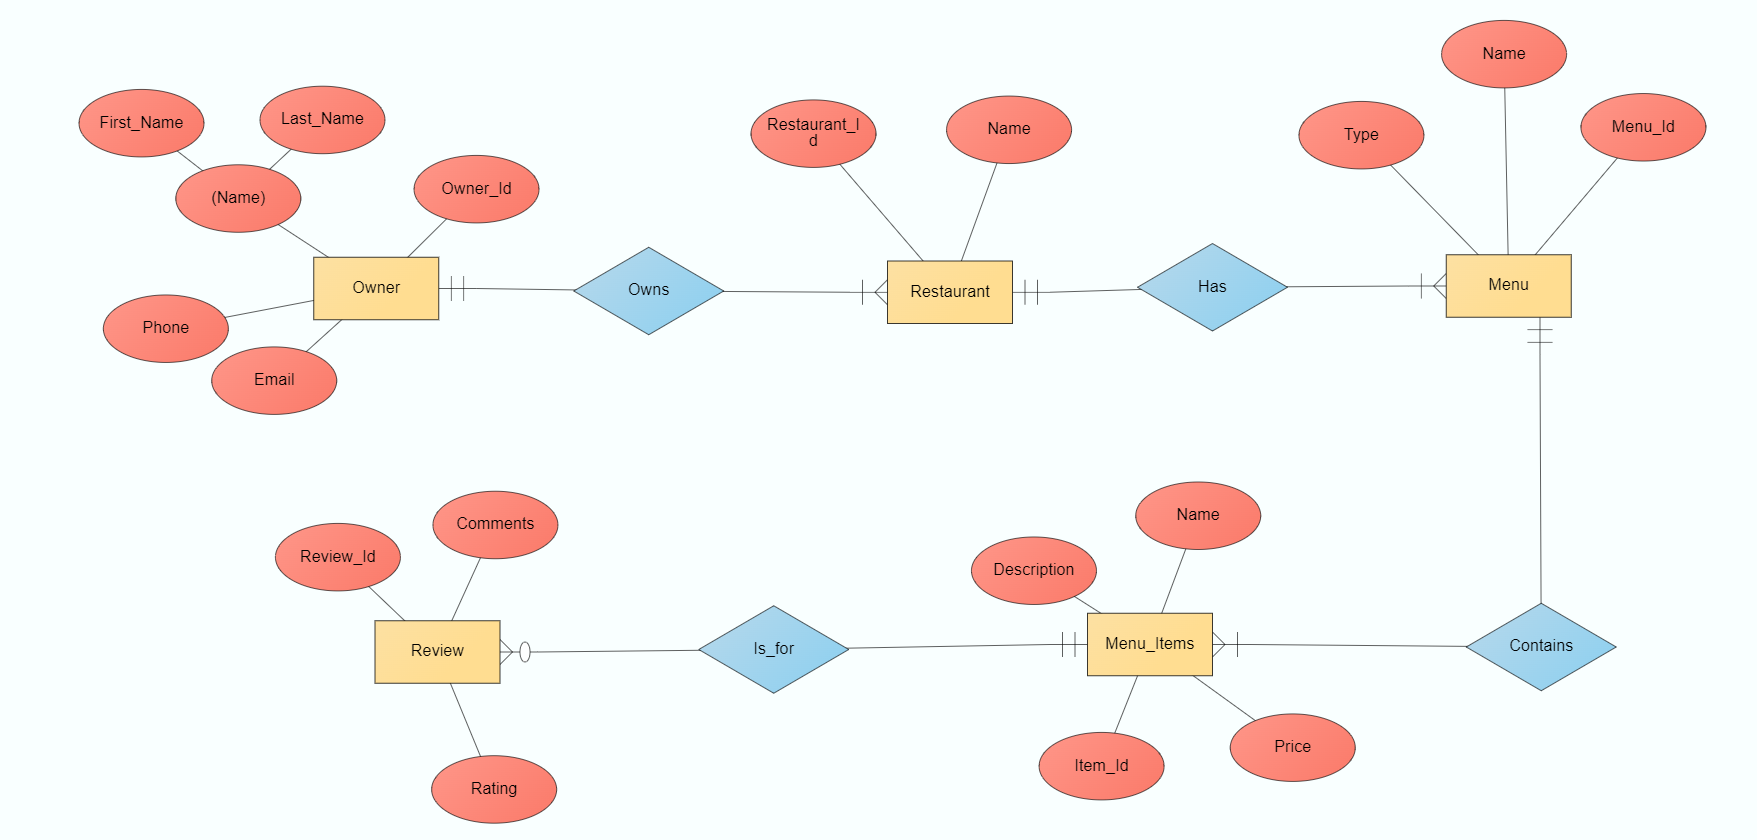 Name
First_Name
Last_Name
Restaurant_I
d
Name
Type
Menu_Id
(Name)
Owner_Id
Owner
Owns
Restaurant
Has
Menu
Phone
Email
Review_Id
Comments
Description
Name
Review
Is_for
Menu_Items
Contains
Rating
Item_Id
Price